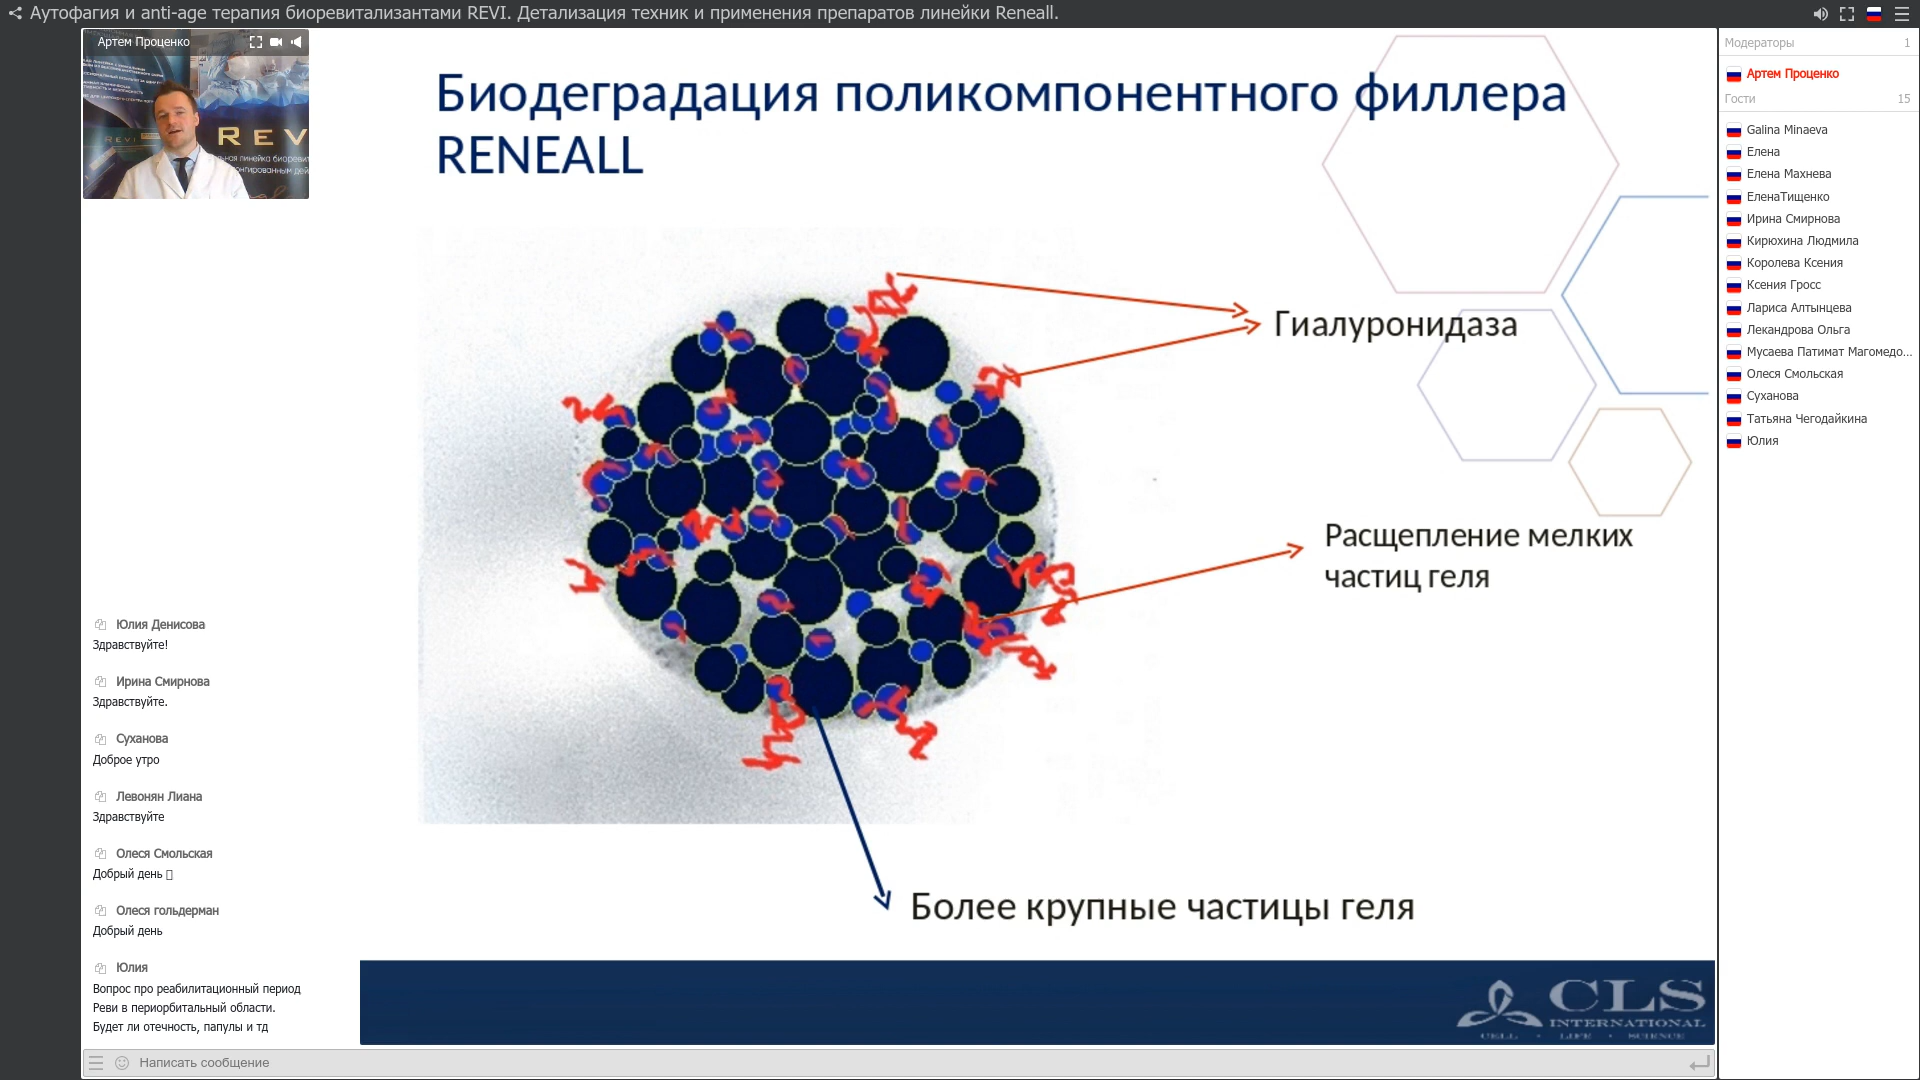 Аутофагия и anti-age терапия биоревитализантами REVI. Детализация техник и применения препаратов линейки Reneall.
Артем Проценко
REVI
REV
Биодеградация поликомпонентного филлера
RENEALL
Гиалуронидаза
Расщепление мелких
частиц геля
Более крупные частицы геля
CLS
INTERNATIONAL
CELL · LIFE · SCIENCE
Юлия Денисова
Здравствуйте!
Ирина Смирнова
Здравствуйте.
Суханова
Доброе утро
Левонян Лиана
Здравствуйте
Олеся Смольская
Добрый день
Олеся гольдерман
Добрый день
Юлия
Вопрос про реабилитационный период
Реви в периорбитальный области.
Будет ли отечность, папулы и тд
Написать сообщение
Модераторы 1
Артем Проценко
Гости 15
Galina Minaeva
Елена
Елена Махнева
ЕленаТищенко
Ирина Смирнова
Кирюхина Людмила
Королева Ксения
Ксения Гросс
Лариса Алтынцева
Лекандрова Ольга
Мусаева Патимат Магомедо...
Олеся Смольская
Суханова
Татьяна Чегодайкина
Юлия